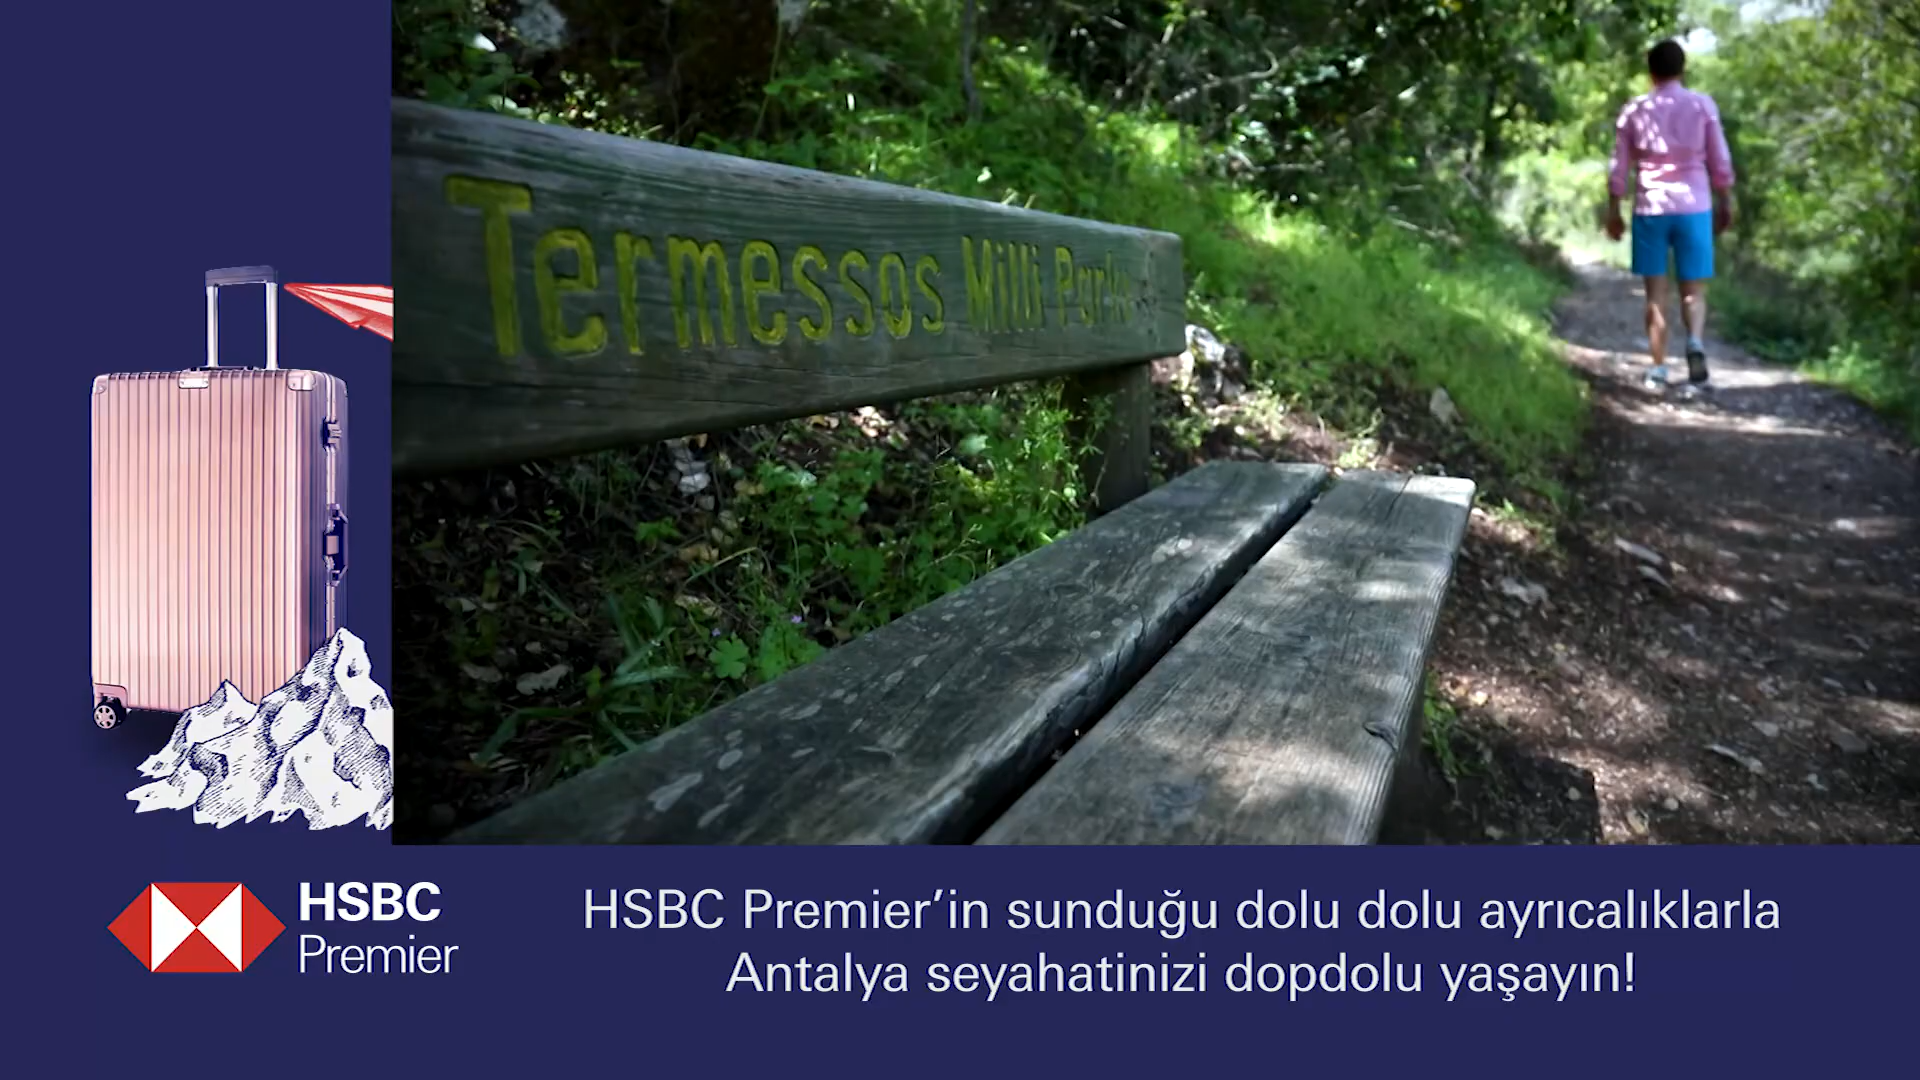 Termessos Milli Parkı
HSBC
Premier
HSBC Premier’in sunduğu dolu dolu ayrıcalıklarla
Antalya seyahatinizi dopdolu yaşayın!